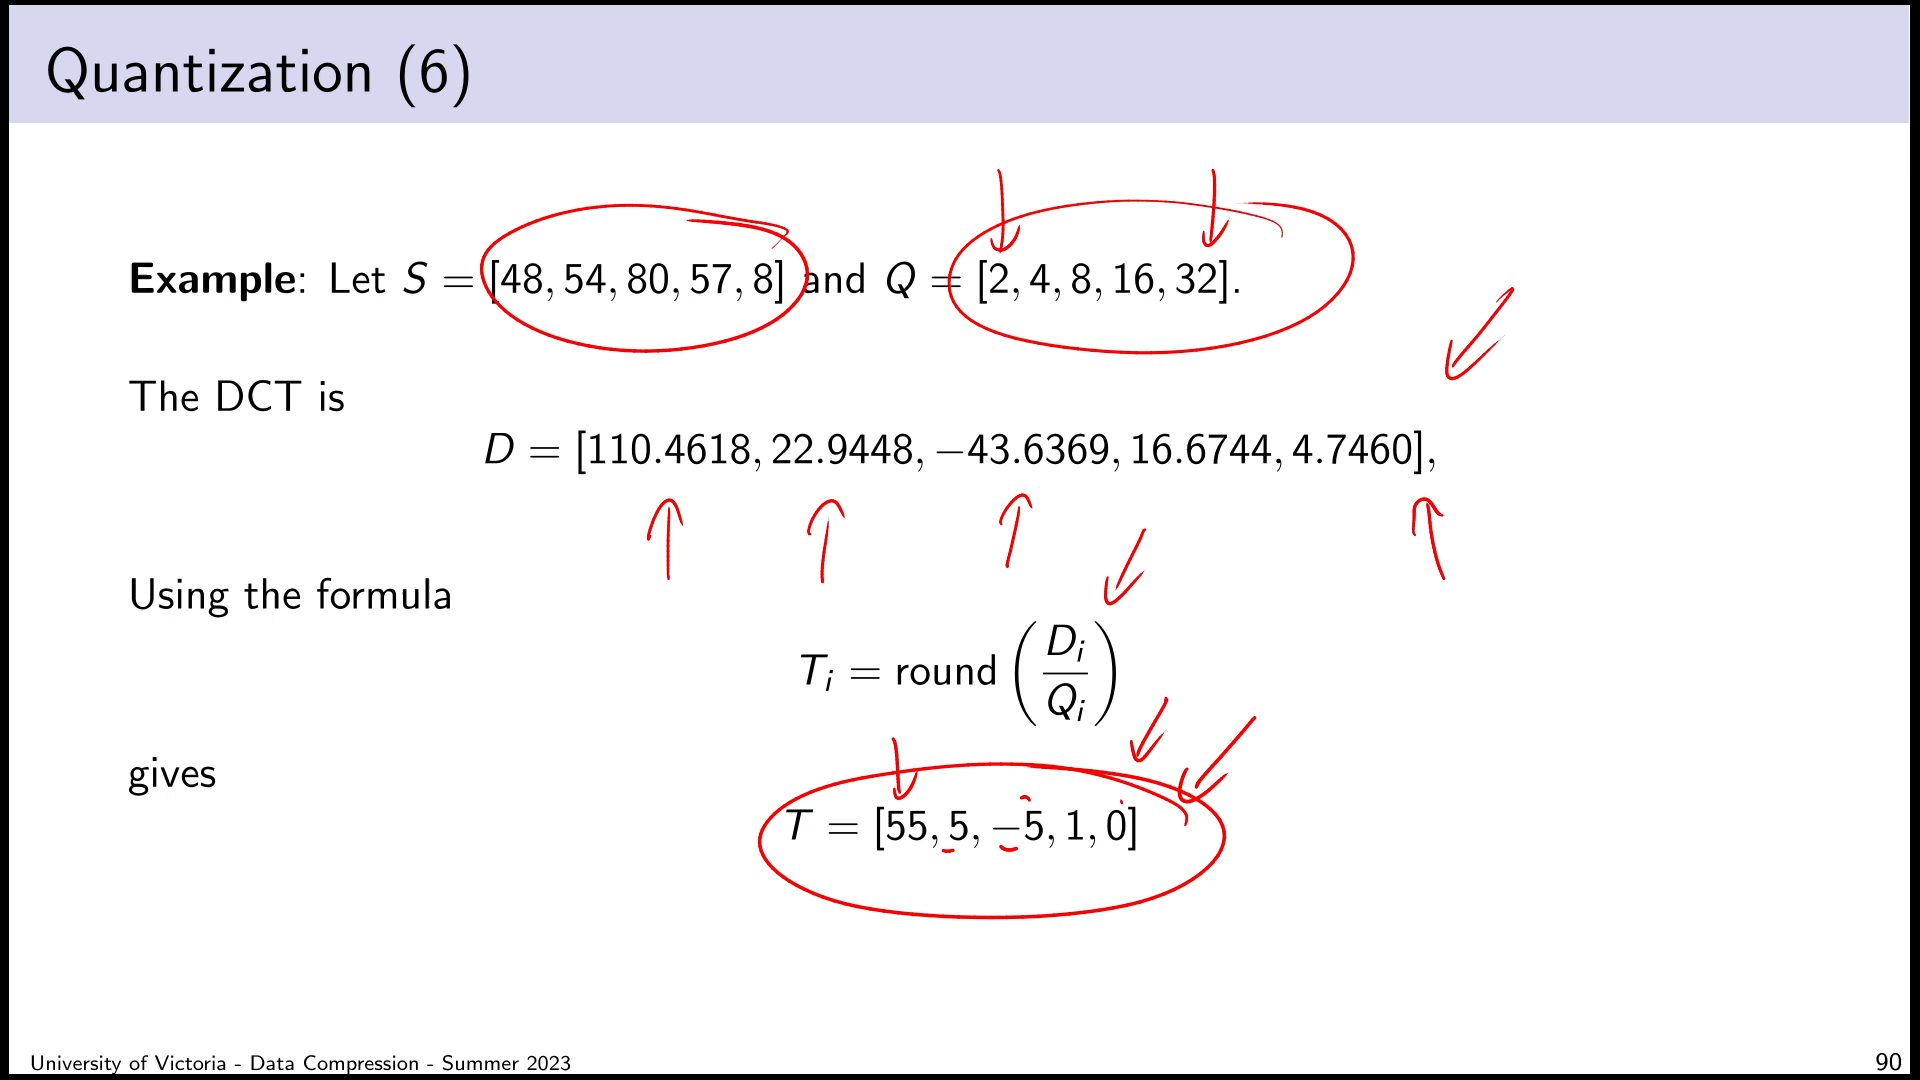 Quantization (6)
Example: Let S = [48, 54, 80, 57, 8] and Q = [2, 4, 8, 16, 32].
The DCT is
D = [110.4618, 22.9448, −43.6369, 16.6744, 4.7460],
Using the formula
T_i = round (D_i / Q_i)
gives
T = [55, 5, −5, 1, 0]
University of Victoria - Data Compression - Summer 2023
90